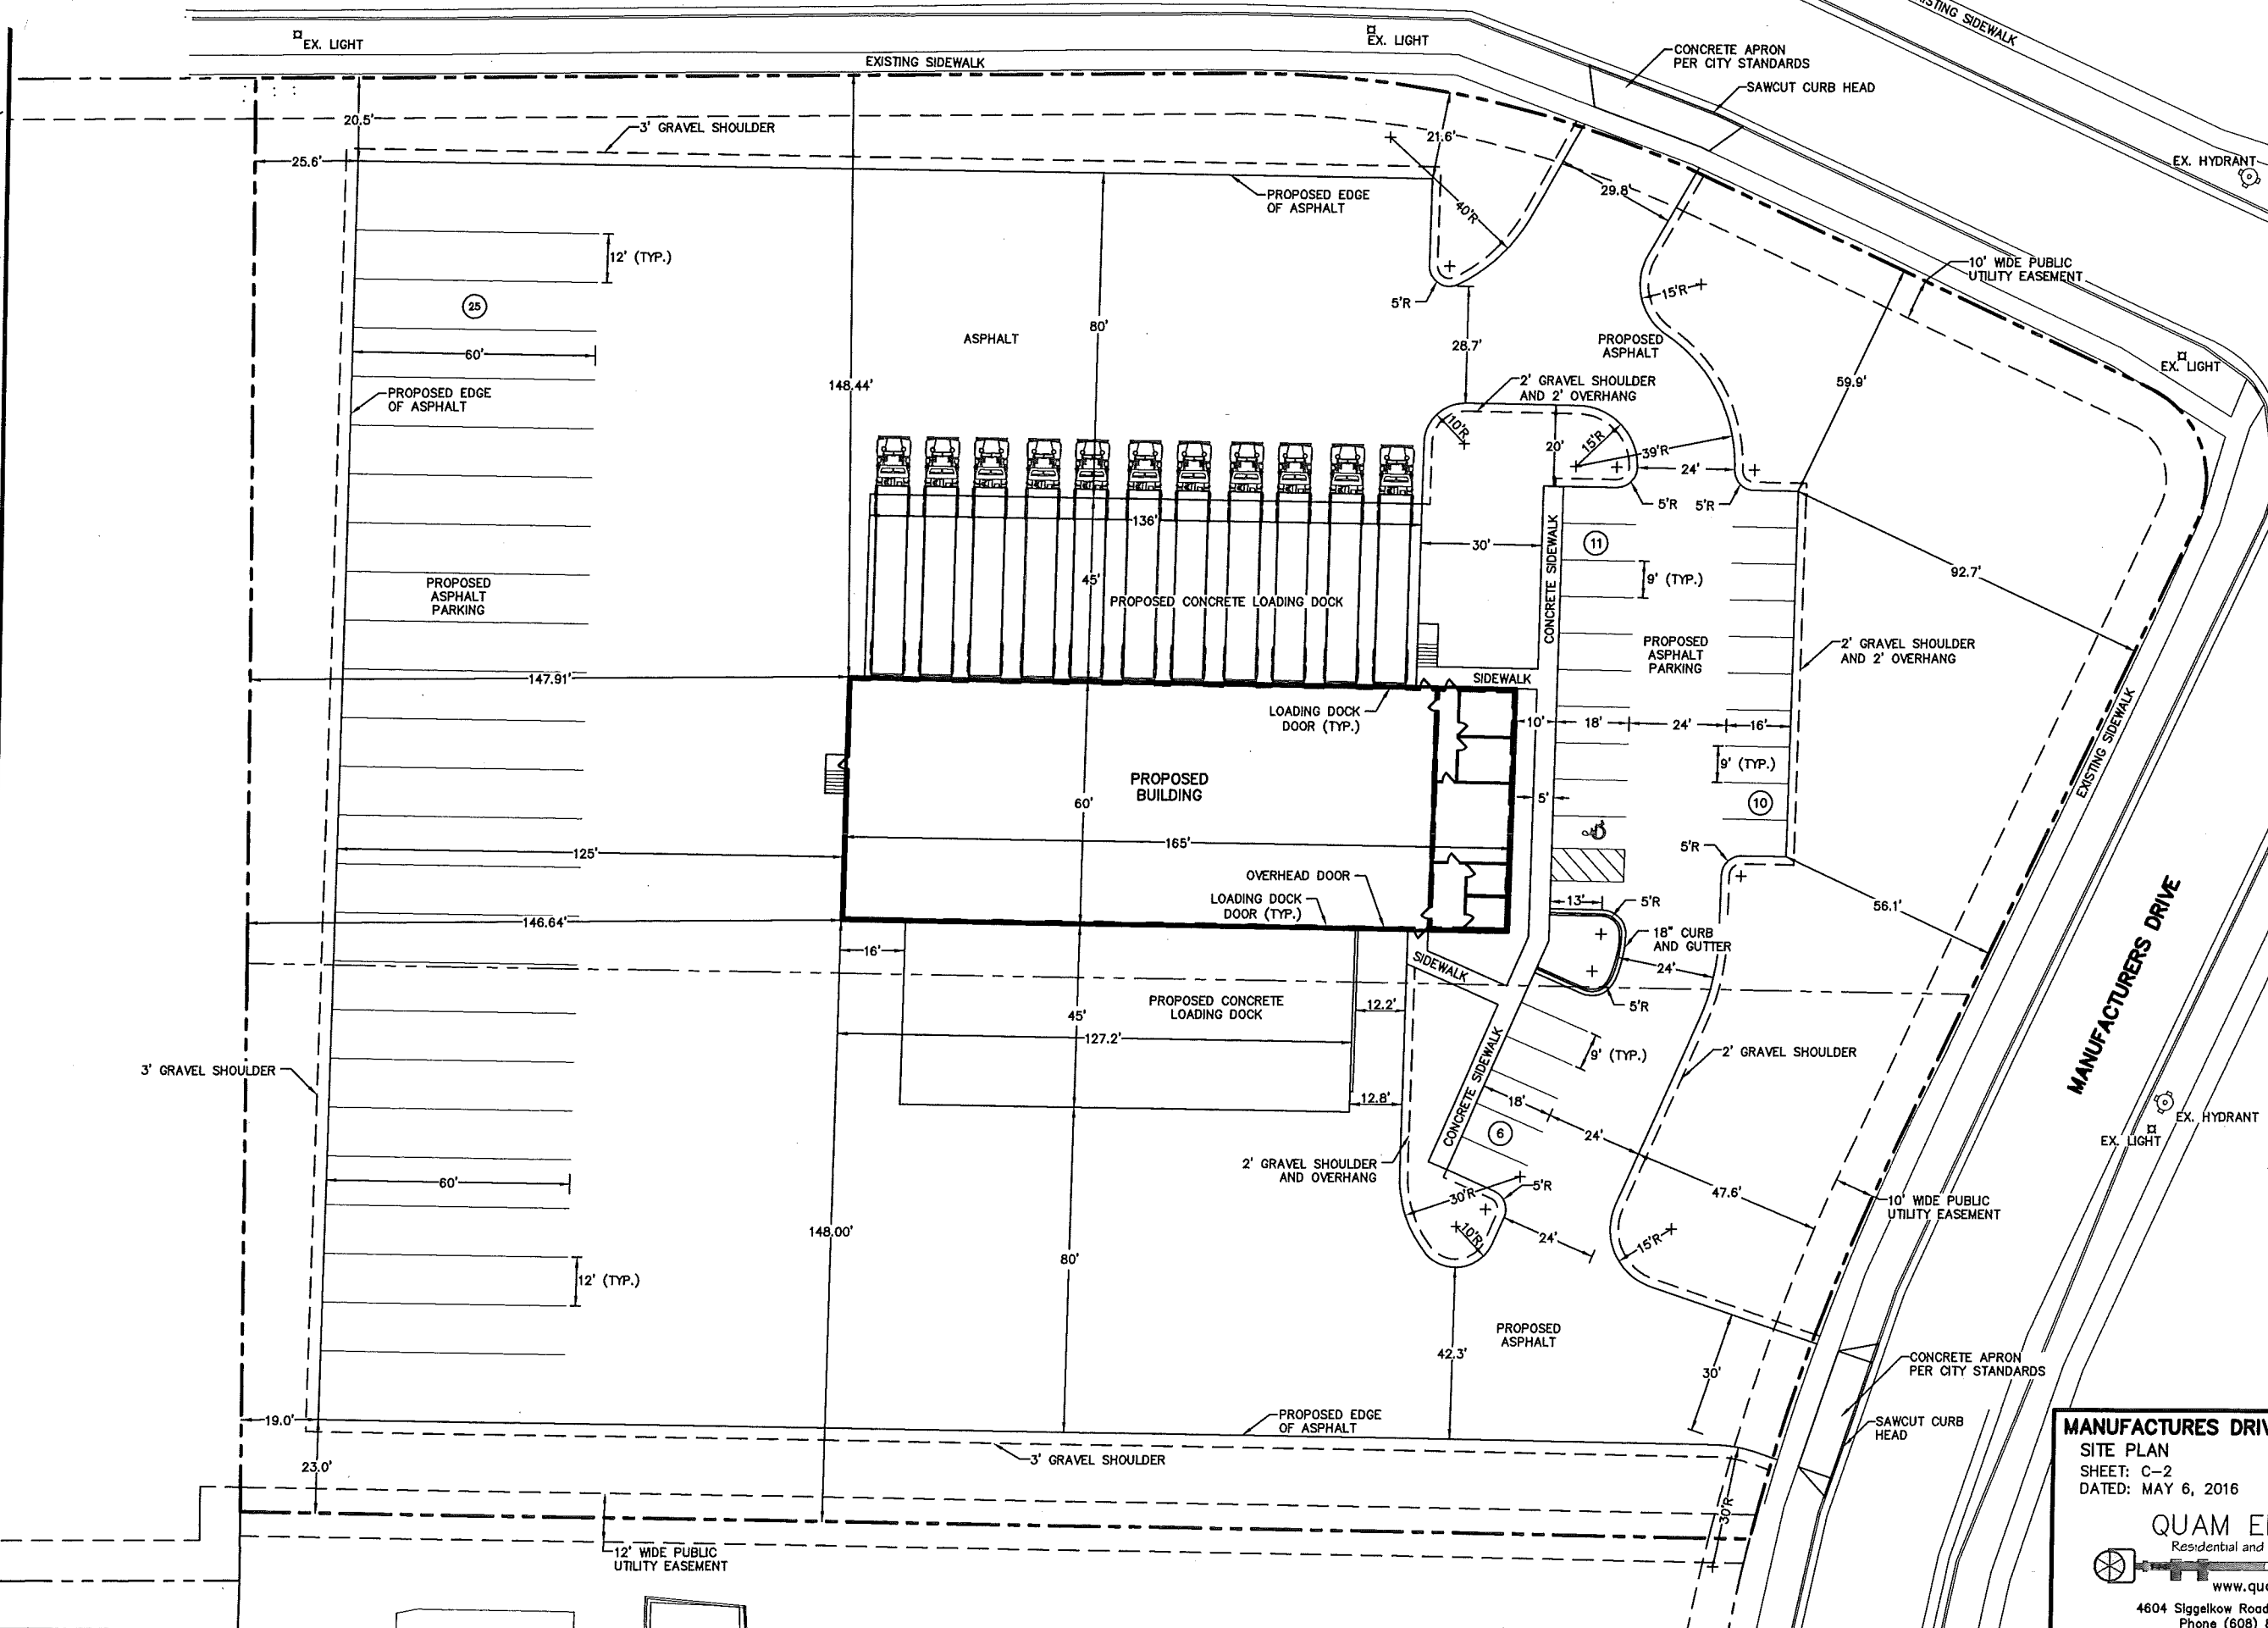 EX. LIGHT
EX. LIGHT
EXISTING SIDEWALK
EXISTING SIDEWALK
CONCRETE APRON
PER CITY STANDARDS
SAWCUT CURB HEAD
EX. HYDRANT
20.5'
3' GRAVEL SHOULDER
25.6'
21.6'
PROPOSED EDGE
OF ASPHALT
40'R
29.8'
12' (TYP.)
10' WIDE PUBLIC
UTILITY EASEMENT
25
5'R
15'R
80'
ASPHALT
28.7'
PROPOSED
ASPHALT
60'
EX. LIGHT
148.44'
PROPOSED EDGE
OF ASPHALT
2' GRAVEL SHOULDER
AND 2' OVERHANG
59.9'
10'R
20'
15'R
39'R
24'
5'R
5'R
136'
30'
11
CONCRETE SIDEWALK
45'
9' (TYP.)
92.7'
PROPOSED
ASPHALT
PARKING
PROPOSED CONCRETE LOADING DOCK
PROPOSED
ASPHALT
PARKING
2' GRAVEL SHOULDER
AND 2' OVERHANG
147.91'
SIDEWALK
LOADING DOCK
DOOR (TYP.)
10'
18'
24'
16'
EXISTING SIDEWALK
9' (TYP.)
PROPOSED
BUILDING
60'
5'
10
165'
125'
5'R
OVERHEAD DOOR
LOADING DOCK
DOOR (TYP.)
13'
5'R
56.1'
146.64'
16'
18" CURB
AND GUTTER
SIDEWALK
24'
MANUFACTURERS DRIVE
PROPOSED CONCRETE
LOADING DOCK
12.2'
5'R
45'
127.2'
9' (TYP.)
2' GRAVEL SHOULDER
3' GRAVEL SHOULDER
12.8'
CONCRETE SIDEWALK
18'
6
24'
EX. HYDRANT
EX. LIGHT
2' GRAVEL SHOULDER
AND OVERHANG
60'
30'R
5'R
47.6'
10' WIDE PUBLIC
UTILITY EASEMENT
148.00'
10'R
24'
15'R
80'
12' (TYP.)
PROPOSED
ASPHALT
42.3'
30'
CONCRETE APRON
PER CITY STANDARDS
19.0'
PROPOSED EDGE
OF ASPHALT
SAWCUT CURB
HEAD
3' GRAVEL SHOULDER
23.0'
30'R
12' WIDE PUBLIC
UTILITY EASEMENT
MANUFACTURES
SITE PLAN
SHEET: C-2
DATED: MAY 6, 2016
QUAM
Residential and
4604 Siggelkow Road
Phone (608)